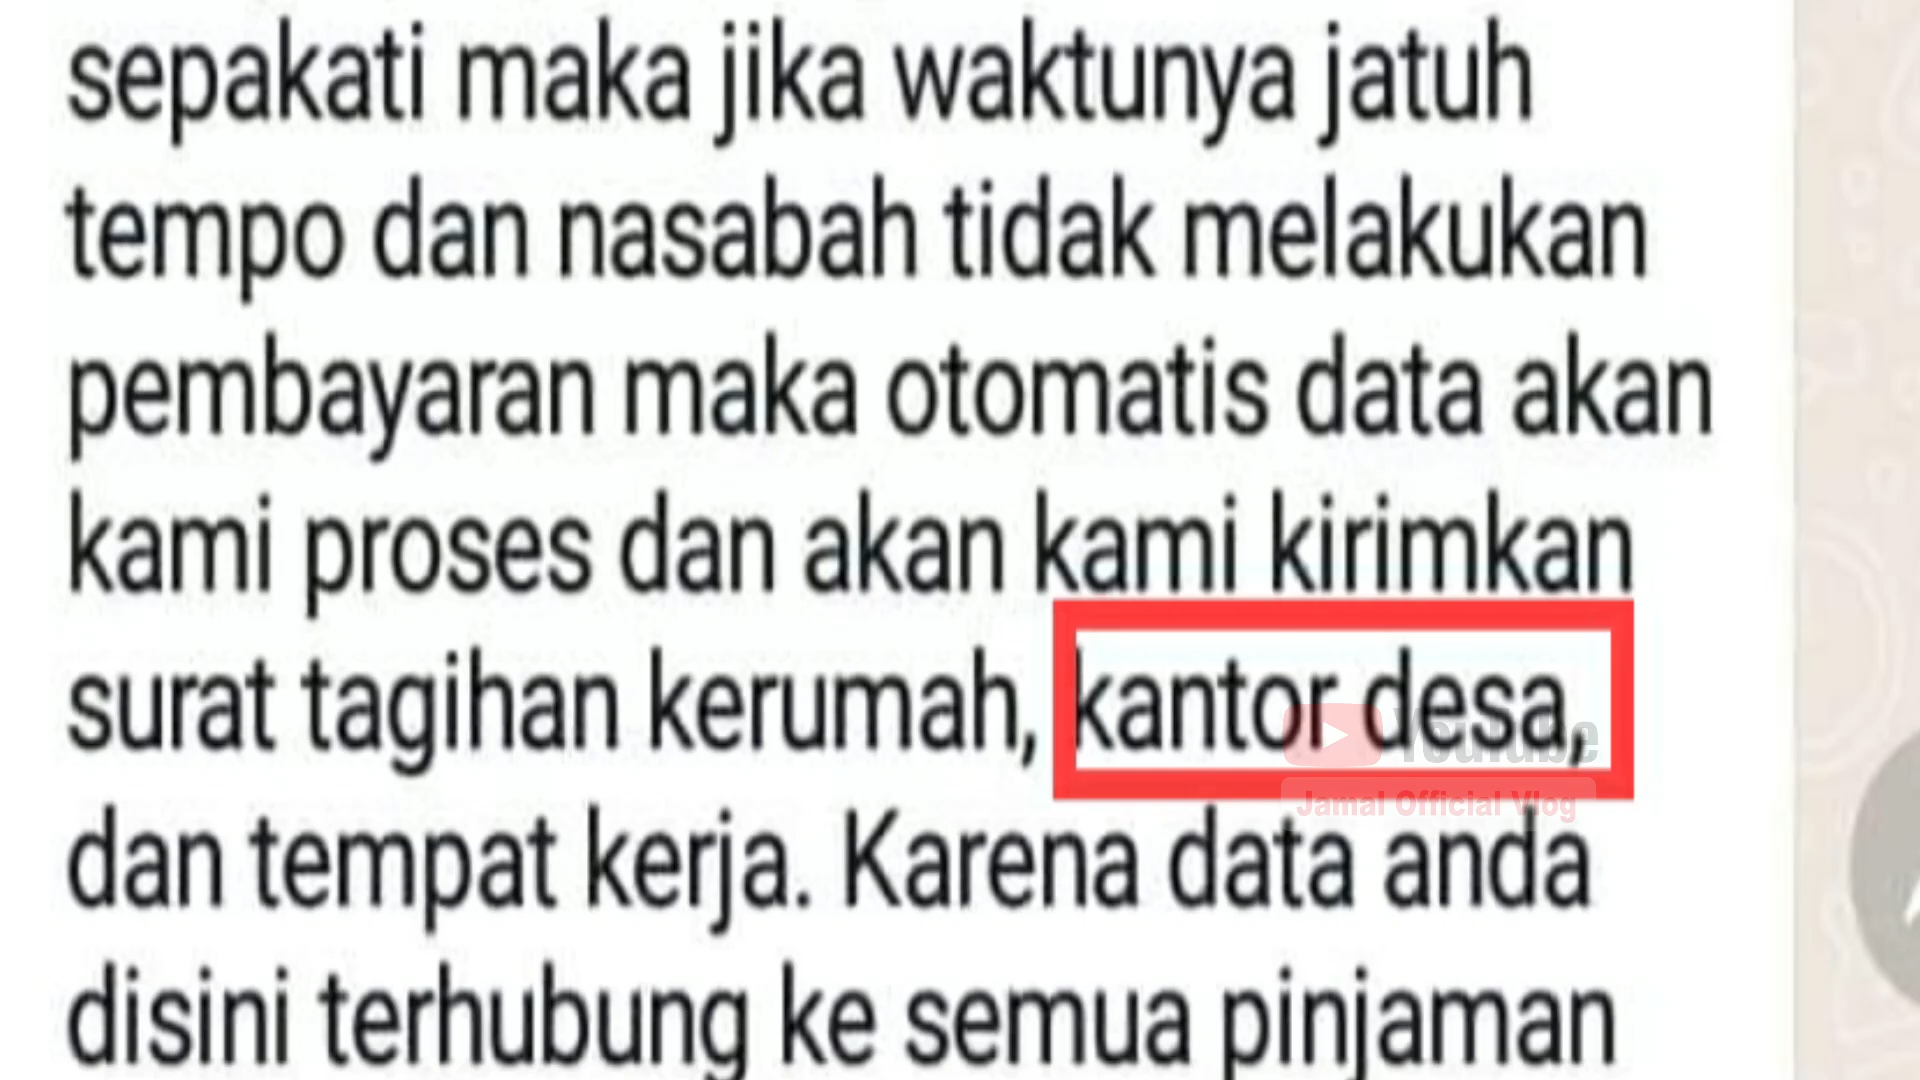 sepakati maka jika waktunya jatuh
tempo dan nasabah tidak melakukan
pembayaran maka otomatis data akan
kami proses dan akan kami kirimkan
surat tagihan kerumah, kantor desa,
Youtube
Jamal Official Vlog
dan tempat kerja. Karena data anda
disini terhubung ke semua pinjaman